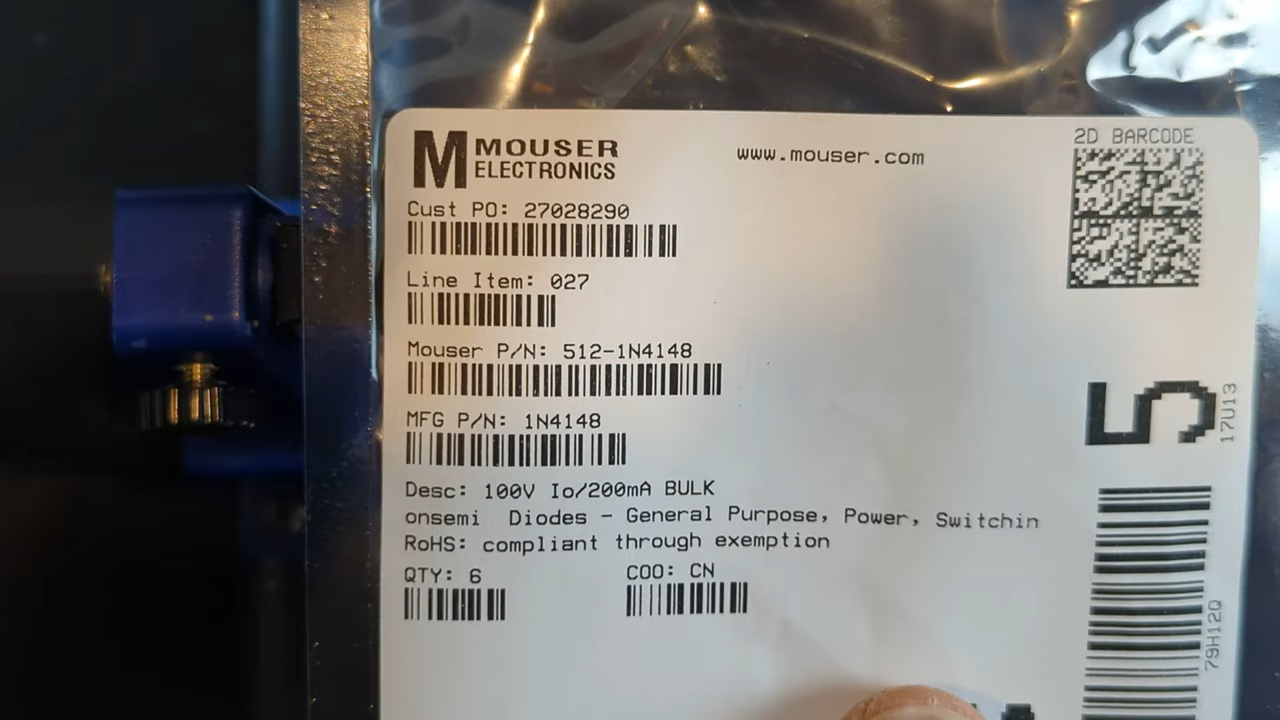 MOUSER
ELECTRONICS
www.mouser.com
2D BARCODE
Cust PO: 27028290
Line Item: 027
Mouser P/N: 512-1N4148
MFG P/N: 1N4148
Desc: 100V Io/200mA BULK
onsemi Diodes - General Purpose, Power, Switchin
RoHS: compliant through exemption
QTY: 6
COO: CN
5
17U13
79H12Q